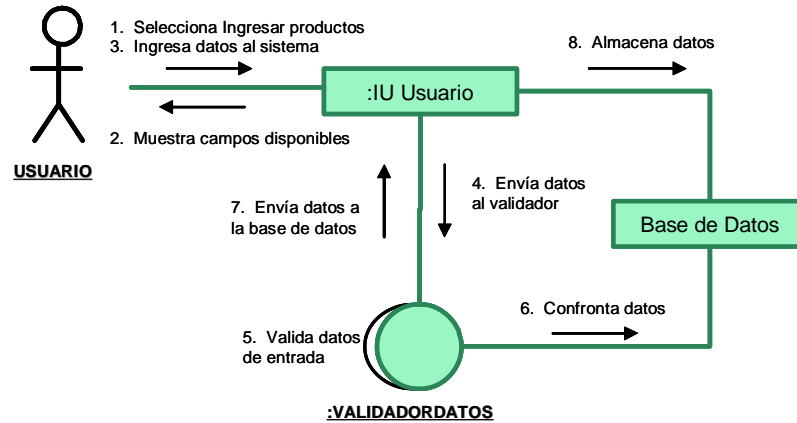 1. Selecciona Ingresar productos
3. Ingresa datos al sistema
8. Almacena datos
:IU Usuario
2. Muestra campos disponibles
USUARIO
4. Envía datos
al validador
7. Envía datos a
la base de datos
Base de Datos
6. Confronta datos
5. Valida datos
de entrada
:VALIDADORDATOS